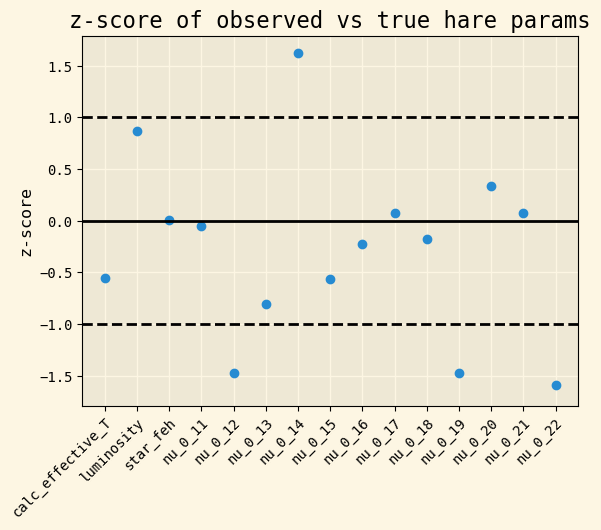 z-score of observed vs true hare params
z-score
1.5
1.0
0.5
0.0
−0.5
−1.0
−1.5
calc_effective_T
luminosity
star_feh
nu_0_11
nu_0_12
nu_0_13
nu_0_14
nu_0_15
nu_0_16
nu_0_17
nu_0_18
nu_0_19
nu_0_20
nu_0_21
nu_0_22